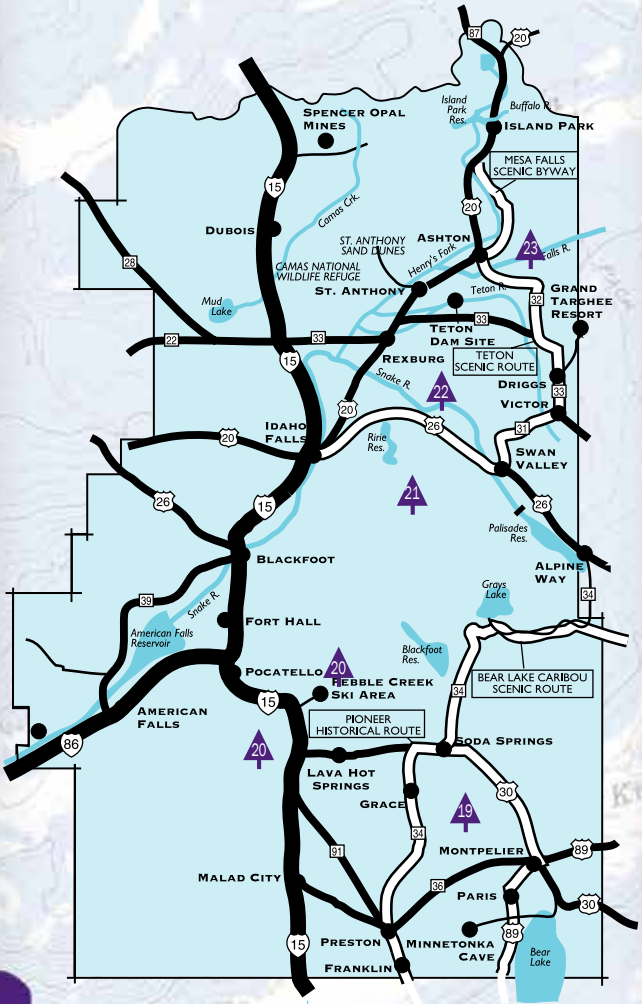 87
20
Island
Park
Res.
Buffalo R.
SPENCER OPAL
MINES
ISLAND PARK
MESA FALLS
SCENIC BYWAY
15
Camas Crk.
20
DUBOIS
ST. ANTHONY
SAND DUNES
ASHTON
23
Falls R.
Henry's Fork
28
CAMAS NATIONAL
WILDLIFE REFUGE
ST. ANTHONY
Teton R.
32
GRAND
TARGHEE
RESORT
Mud
Lake
TETON
DAM SITE
33
22
33
REXBURG
TETON
SCENIC ROUTE
15
Snake R.
22
DRIGGS
33
VICTOR
20
IDAHO
FALLS
20
26
31
Ririe
Res.
SWAN
VALLEY
26
15
21
26
Palisades
Res.
BLACKFOOT
ALPINE
WAY
39
Snake R.
Grays
Lake
34
FORT HALL
American Falls
Reservoir
Blackfoot
Res.
POCATELLO
20
PEBBLE CREEK
SKI AREA
34
BEAR LAKE CARIBOU
SCENIC ROUTE
15
AMERICAN
FALLS
PIONEER
HISTORICAL ROUTE
86
20
SODA SPRINGS
LAVA HOT
SPRINGS
30
GRACE
19
34
91
MONTPELIER
89
MALAD CITY
36
PARIS
30
15
PRESTON
MINNETONKA
CAVE
89
Bear
Lake
FRANKLIN